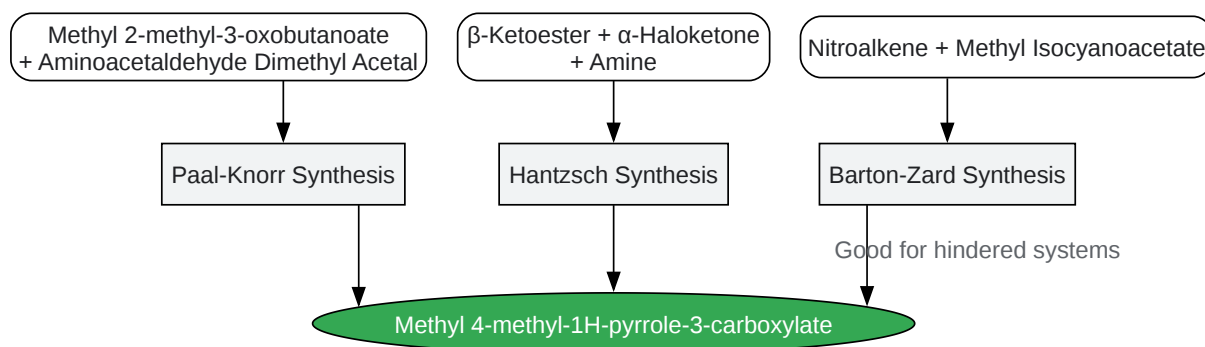 Methyl 2-methyl-3-oxobutanoate
+ Aminoacetaldehyde Dimethyl Acetal
β-Ketoester + α-Haloketone
+ Amine
Nitroalkene + Methyl Isocyanoacetate
Paal-Knorr Synthesis
Hantzsch Synthesis
Barton-Zard Synthesis
Good for hindered systems
Methyl 4-methyl-1H-pyrrole-3-carboxylate